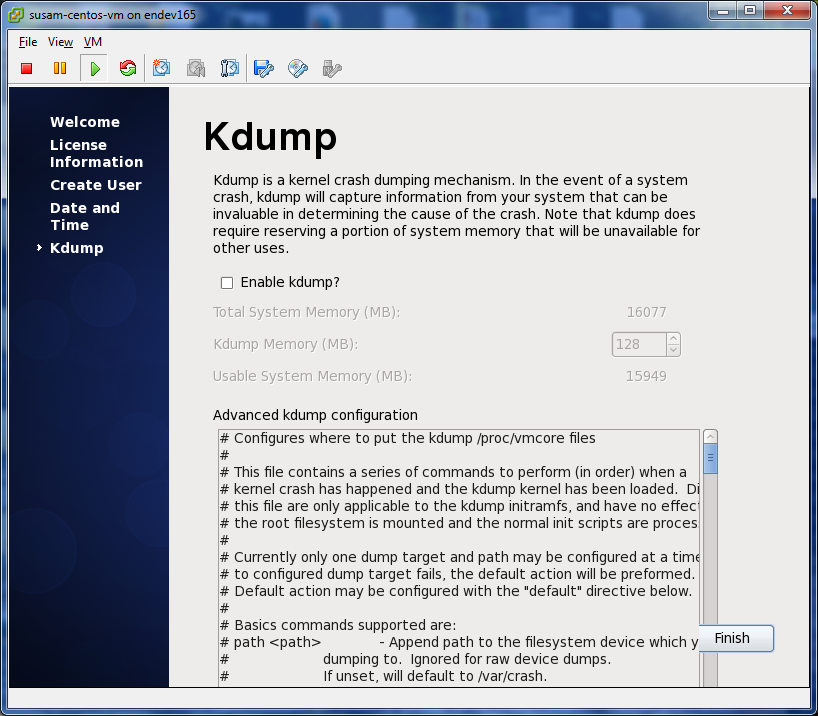 susam-centos-vm on endev165
File View VM
Welcome
License
Information
Create User
Date and
Time
Kdump
Kdump
Kdump is a kernel crash dumping mechanism. In the event of a system
crash, kdump will capture information from your system that can be
invaluable in determining the cause of the crash. Note that kdump does
require reserving a portion of system memory that will be unavailable for
other uses.
Enable kdump?
Total System Memory (MB): 16077
Kdump Memory (MB): 128
Usable System Memory (MB): 15949
Advanced kdump configuration
# Configures where to put the kdump /proc/vmcore files
#
# This file contains a series of commands to perform (in order) when a
# kernel crash has happened and the kdump kernel has been loaded. Di
# this file are only applicable to the kdump initramfs, and have no effect
# the root filesystem is mounted and the normal init scripts are proces
#
# Currently only one dump target and path may be configured at a time
# to configured dump target fails, the default action will be preformed.
# Default action may be configured with the "default" directive below.
#
# Basics commands supported are:
# path <path> - Append path to the filesystem device which y
# dumping to. Ignored for raw device dumps.
# If unset, will default to /var/crash.
Finish